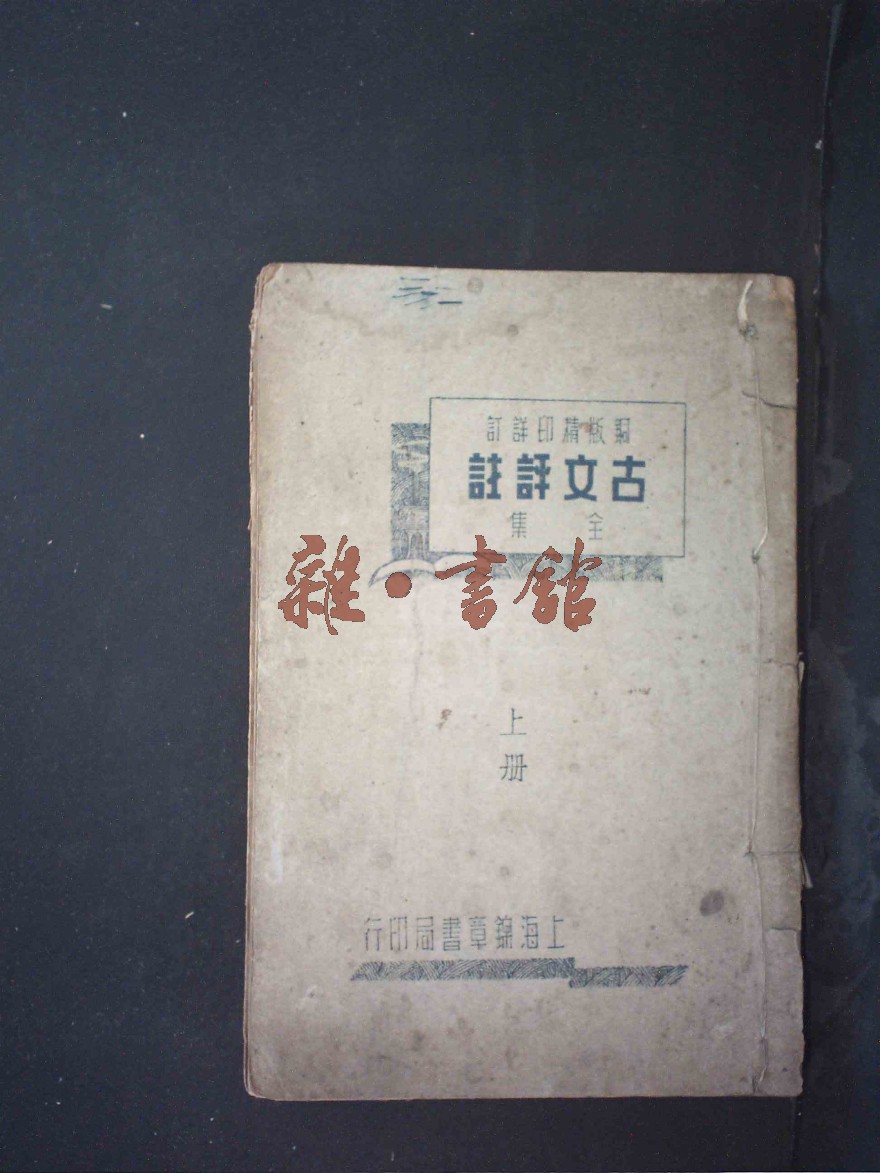 銅版精印詳訂
古文評註
全集
雜·書館
上
册
上海錦章書局印行